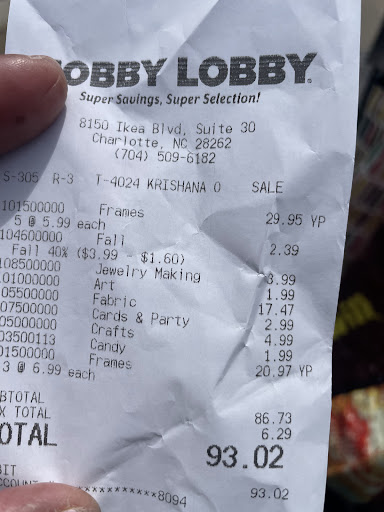 OBBY LOBBY.
Super Savings, Super Selection!
8150 Ikea Blvd, Suite 30
Charlotte, NC 28262
(704) 509-6182
S-305 R-3 T-4024 KRISHANA O SALE
101500000 Frames
5 @ 5.99 each 29.95 YP
104600000 Fall
Fall 40% ($3.99 - $1.60) 2.39
08500000 Jewelry Making 3.99
01000000 Art 1.99
05500000 Fabric 17.47
07500000 Cards & Party 2.99
05000000 Crafts 4.99
03500113 Candy 1.99
01500000 Frames
3 @ 6.99 each 20.97 YP
BTOTAL 86.73
X TOTAL 6.29
OTAL 93.02
BIT 93.02
COUNT **********8094